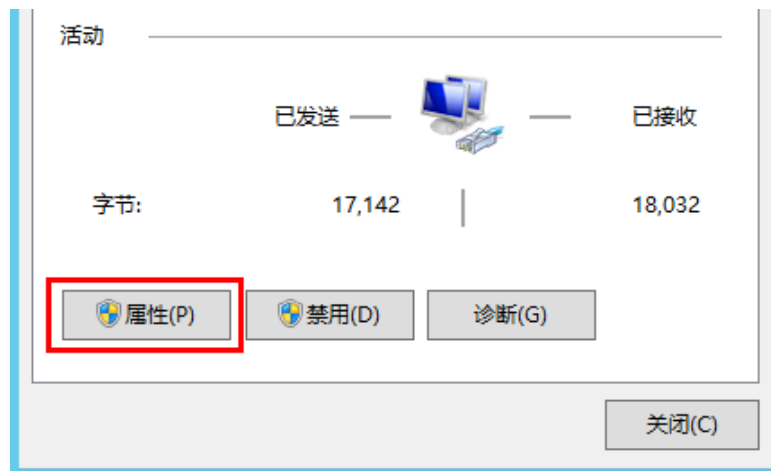 活动
已发送 已接收
字节: 17,142 18,032
属性(P) 禁用(D) 诊断(G)
关闭(C)